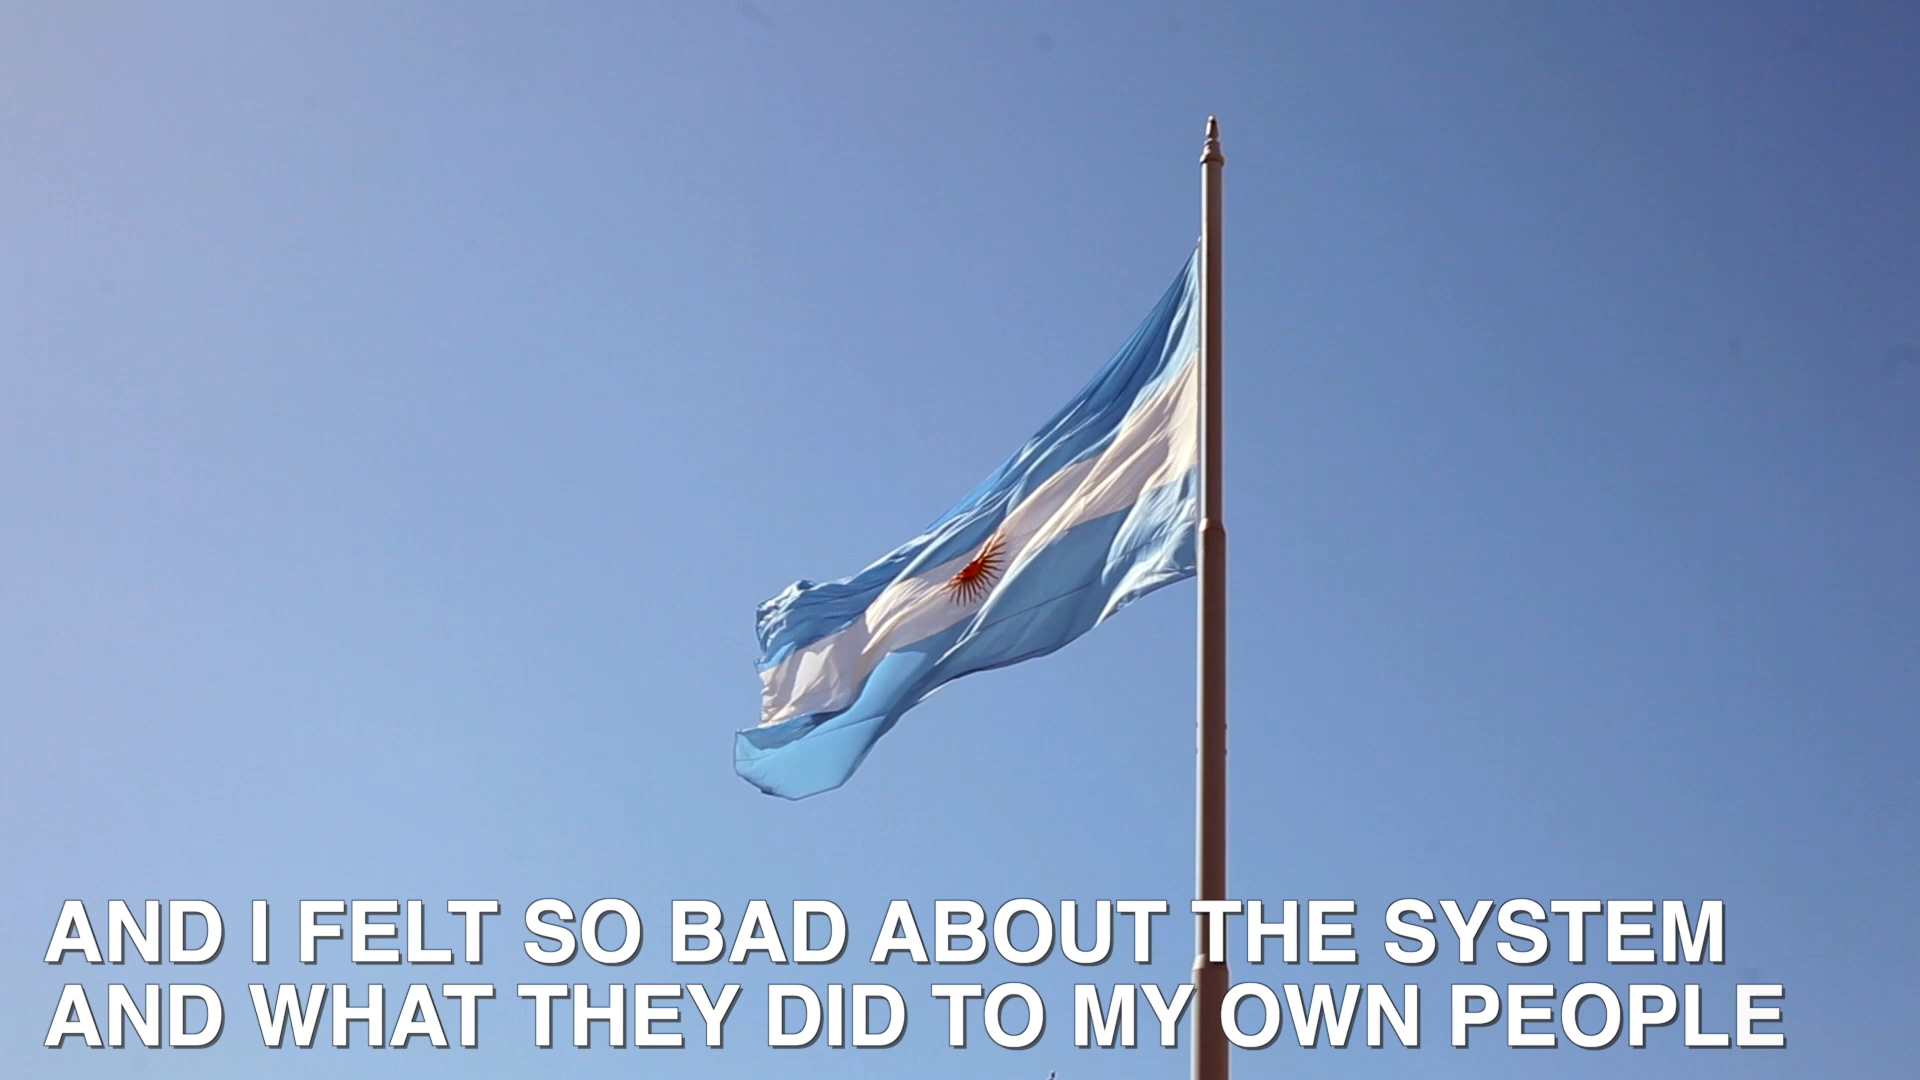 AND I FELT SO BAD ABOUT THE SYSTEM
AND WHAT THEY DID TO MY OWN PEOPLE